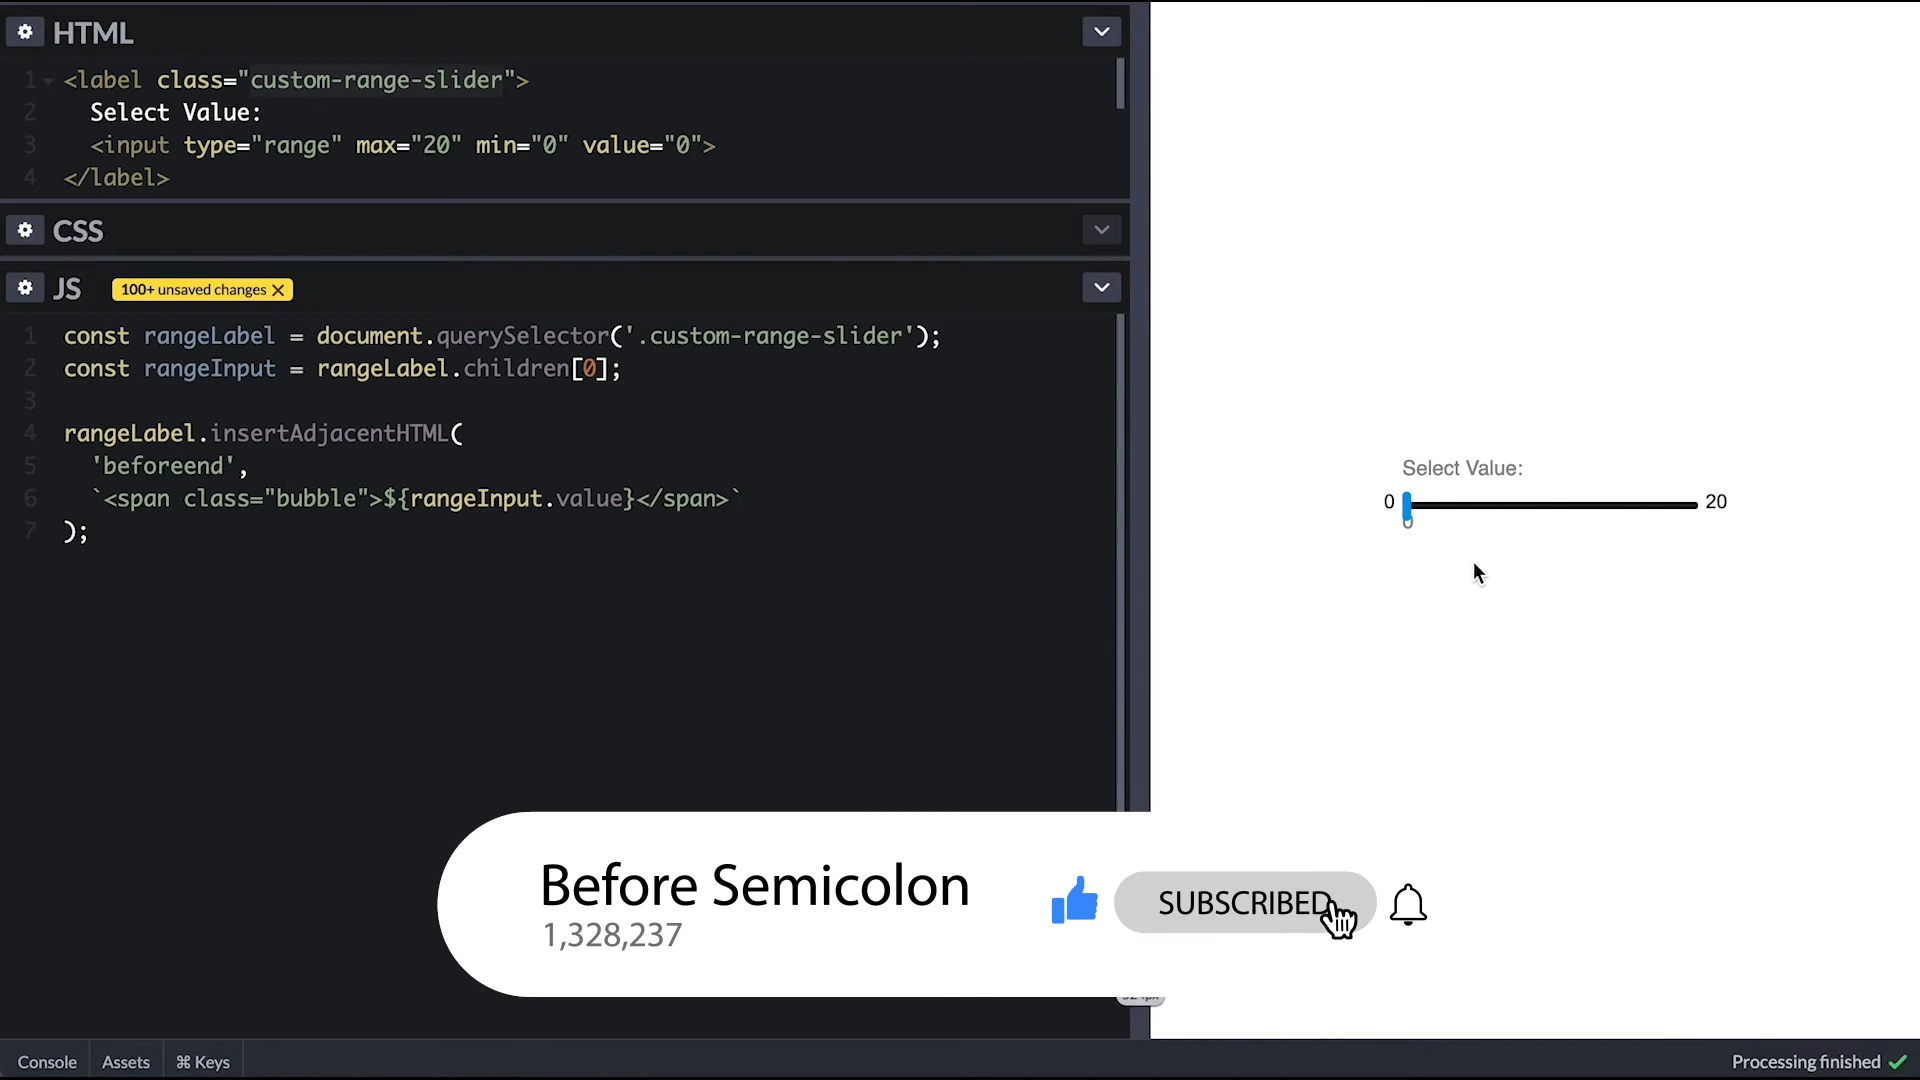 HTML
1 <label class="custom-range-slider">
2 Select Value:
3 <input type="range" max="20" min="0" value="0">
4 </label>
CSS
JS 100+ unsaved changes
1 const rangeLabel = document.querySelector('.custom-range-slider');
2 const rangeInput = rangeLabel.children[0];
3
4 rangeLabel.insertAdjacentHTML(
5 'beforeend',
6 `<span class="bubble">${rangeInput.value}</span>`
7 );
Select Value:
0 20
0
Before Semicolon
1,328,237
SUBSCRIBED
Console Assets ⌘ Keys Processing finished